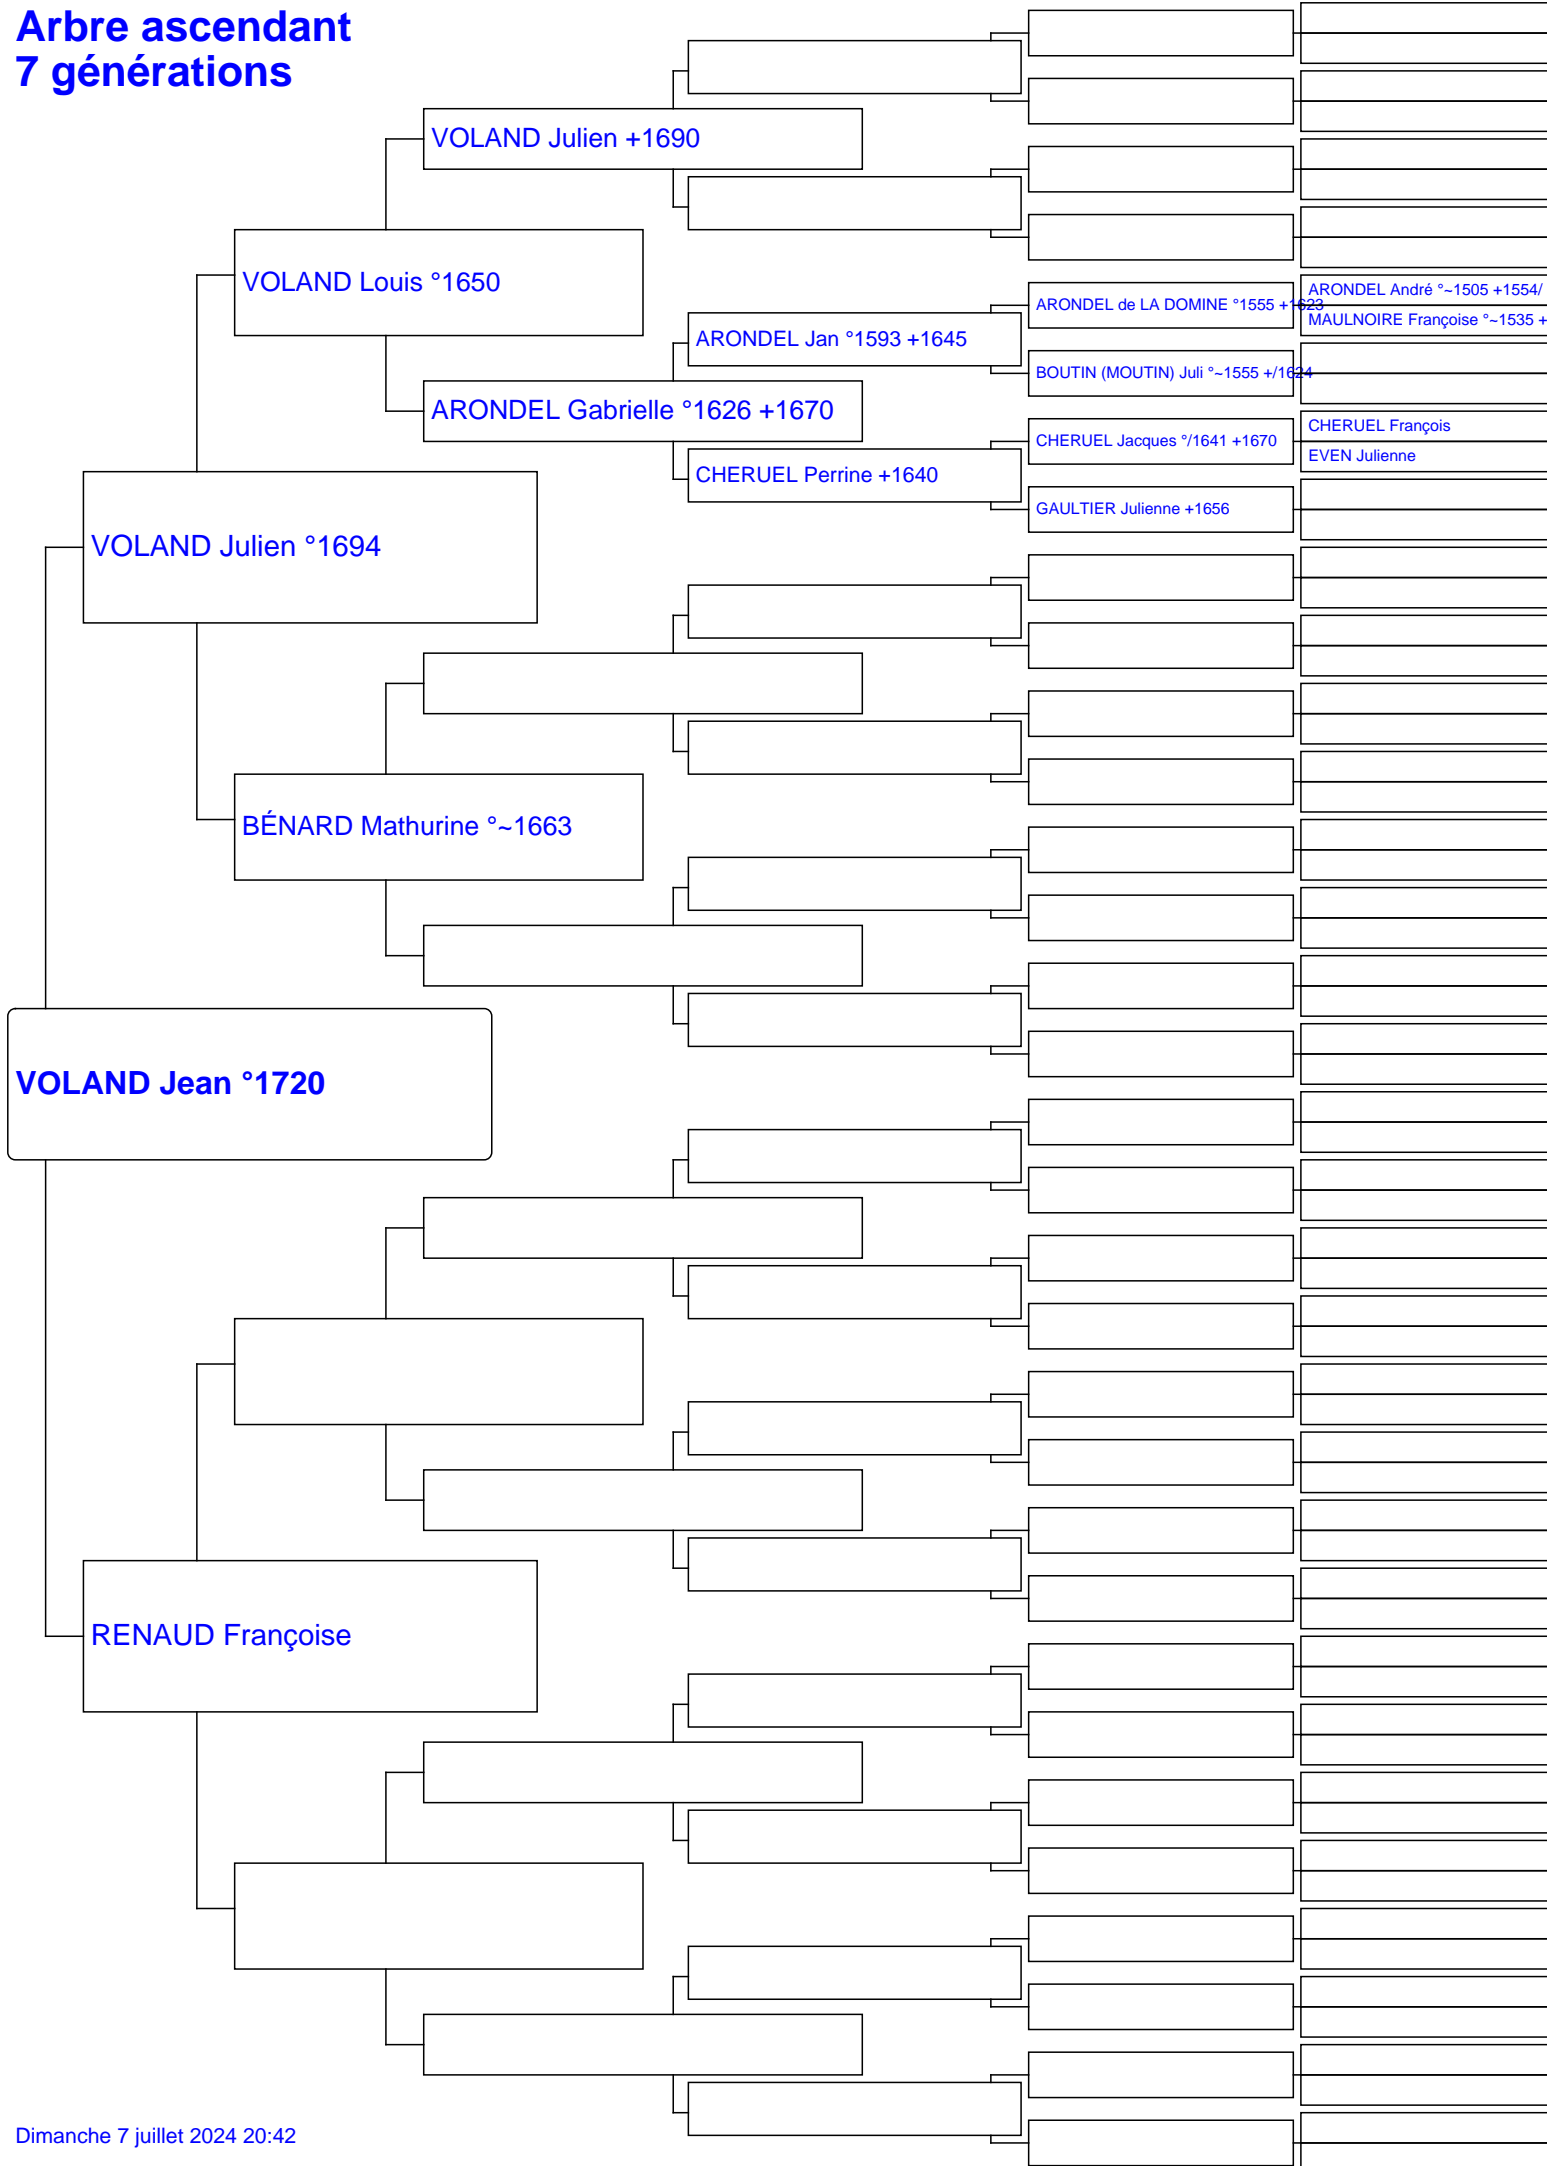 Arbre ascendant
7 générations
VOLAND Julien +1690
VOLAND Louis °1650
ARONDEL de LA DOMINE °1555 +1623
ARONDEL André °~1505 +1554/
MAULNOIRE Françoise °~1535 +
ARONDEL Jan °1593 +1645
BOUTIN (MOUTIN) Juli °~1555 +/1624
ARONDEL Gabrielle °1626 +1670
CHERUEL Jacques °/1641 +1670
CHERUEL François
EVEN Julienne
CHERUEL Perrine +1640
GAULTIER Julienne +1656
VOLAND Julien °1694
BÉNARD Mathurine °~1663
VOLAND Jean °1720
RENAUD Françoise
Dimanche 7 juillet 2024 20:42